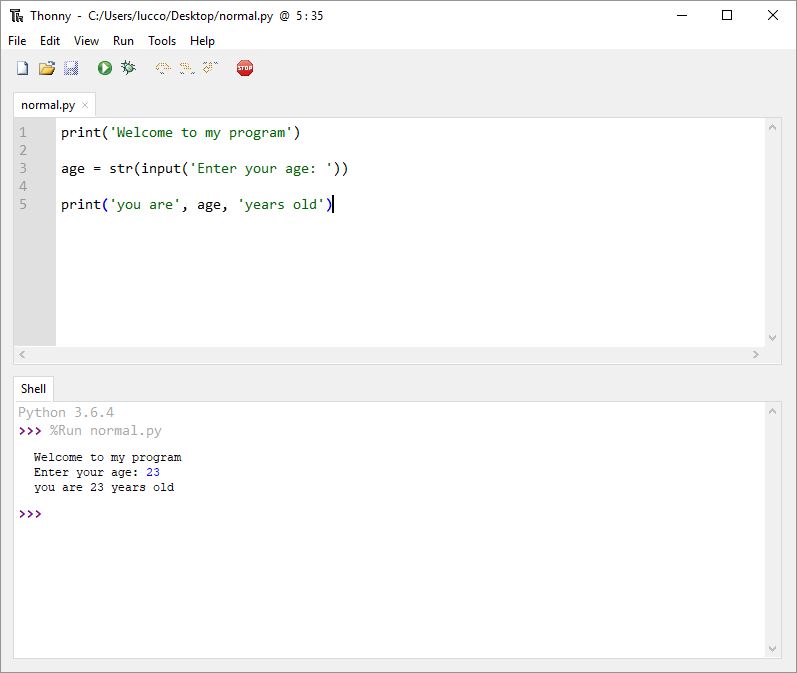 Thonny - C:/Users/lucco/Desktop/normal.py @ 5:35
File Edit View Run Tools Help
STOP
normal.py ×
1 print('Welcome to my program')
2
3 age = str(input('Enter your age: '))
4
5 print('you are', age, 'years old')
Shell
Python 3.6.4
>>> %Run normal.py
Welcome to my program
Enter your age: 23
you are 23 years old
>>>